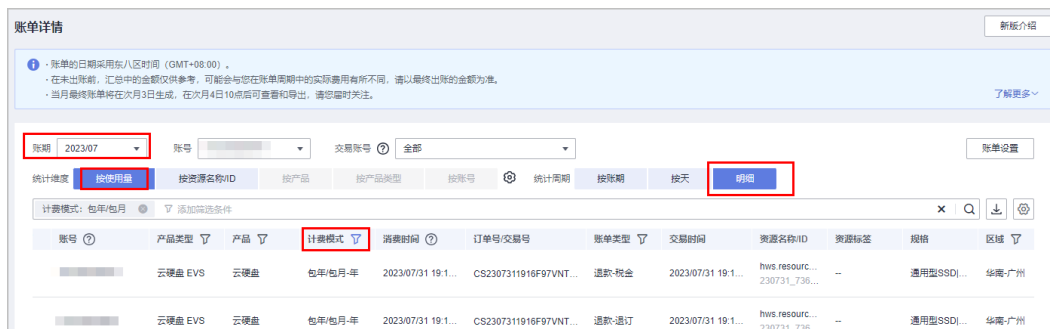 账单详情
新版介绍
· 账单的日期采用东八区时间（GMT+08:00）。
· 在未出账前，汇总中的金额仅供参考，可能会与您在账单周期中的实际费用有所不同，请以最终出账的金额为准。
· 当月最终账单将在次月3日生成，在次月4日10点后可查看和导出，请您届时关注。
了解更多
账期 2023/07 账号 交易账号 ? 全部 账单设置
统计维度 按使用量 按资源名称/ID 按产品 按产品类型 按账号 统计周期 按账期 按天 明细
计费模式：包年/包月 添加筛选条件
账号 ? 产品类型 产品 计费模式 消费时间 ? 订单号/交易号 账单类型 交易时间 资源名称/ID 资源标签 规格 区域
云硬盘 EVS 云硬盘 包年/包月-年 2023/07/31 19:1... CS2307311916F97VNT... 退款-税金 2023/07/31 19:1... hws.resourc... -- 通用型SSD|... 华南-广州
230731_736...
云硬盘 EVS 云硬盘 包年/包月-年 2023/07/31 19:1... CS2307311916F97VNT... 退款-退订 2023/07/31 19:1... hws.resourc... -- 通用型SSD|... 华南-广州
230731_736...